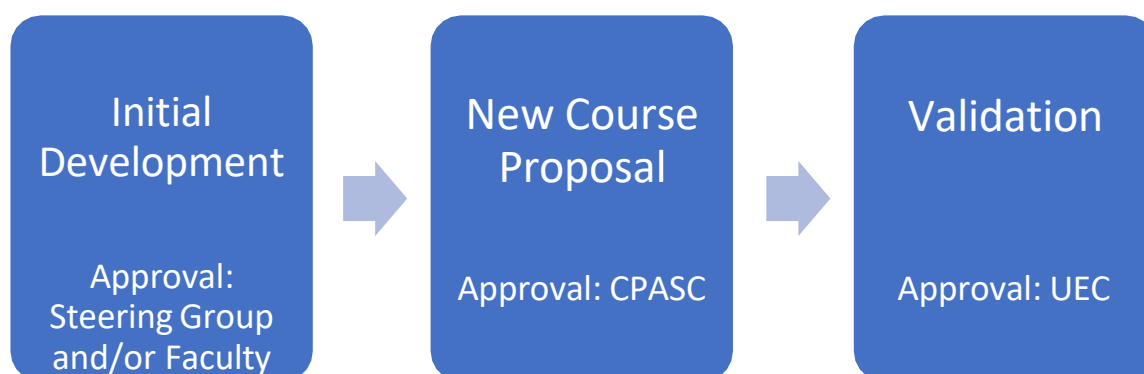 Initial
Development
Approval:
Steering Group
and/or Faculty
New Course
Proposal
Approval: CPASC
Validation
Approval: UEC